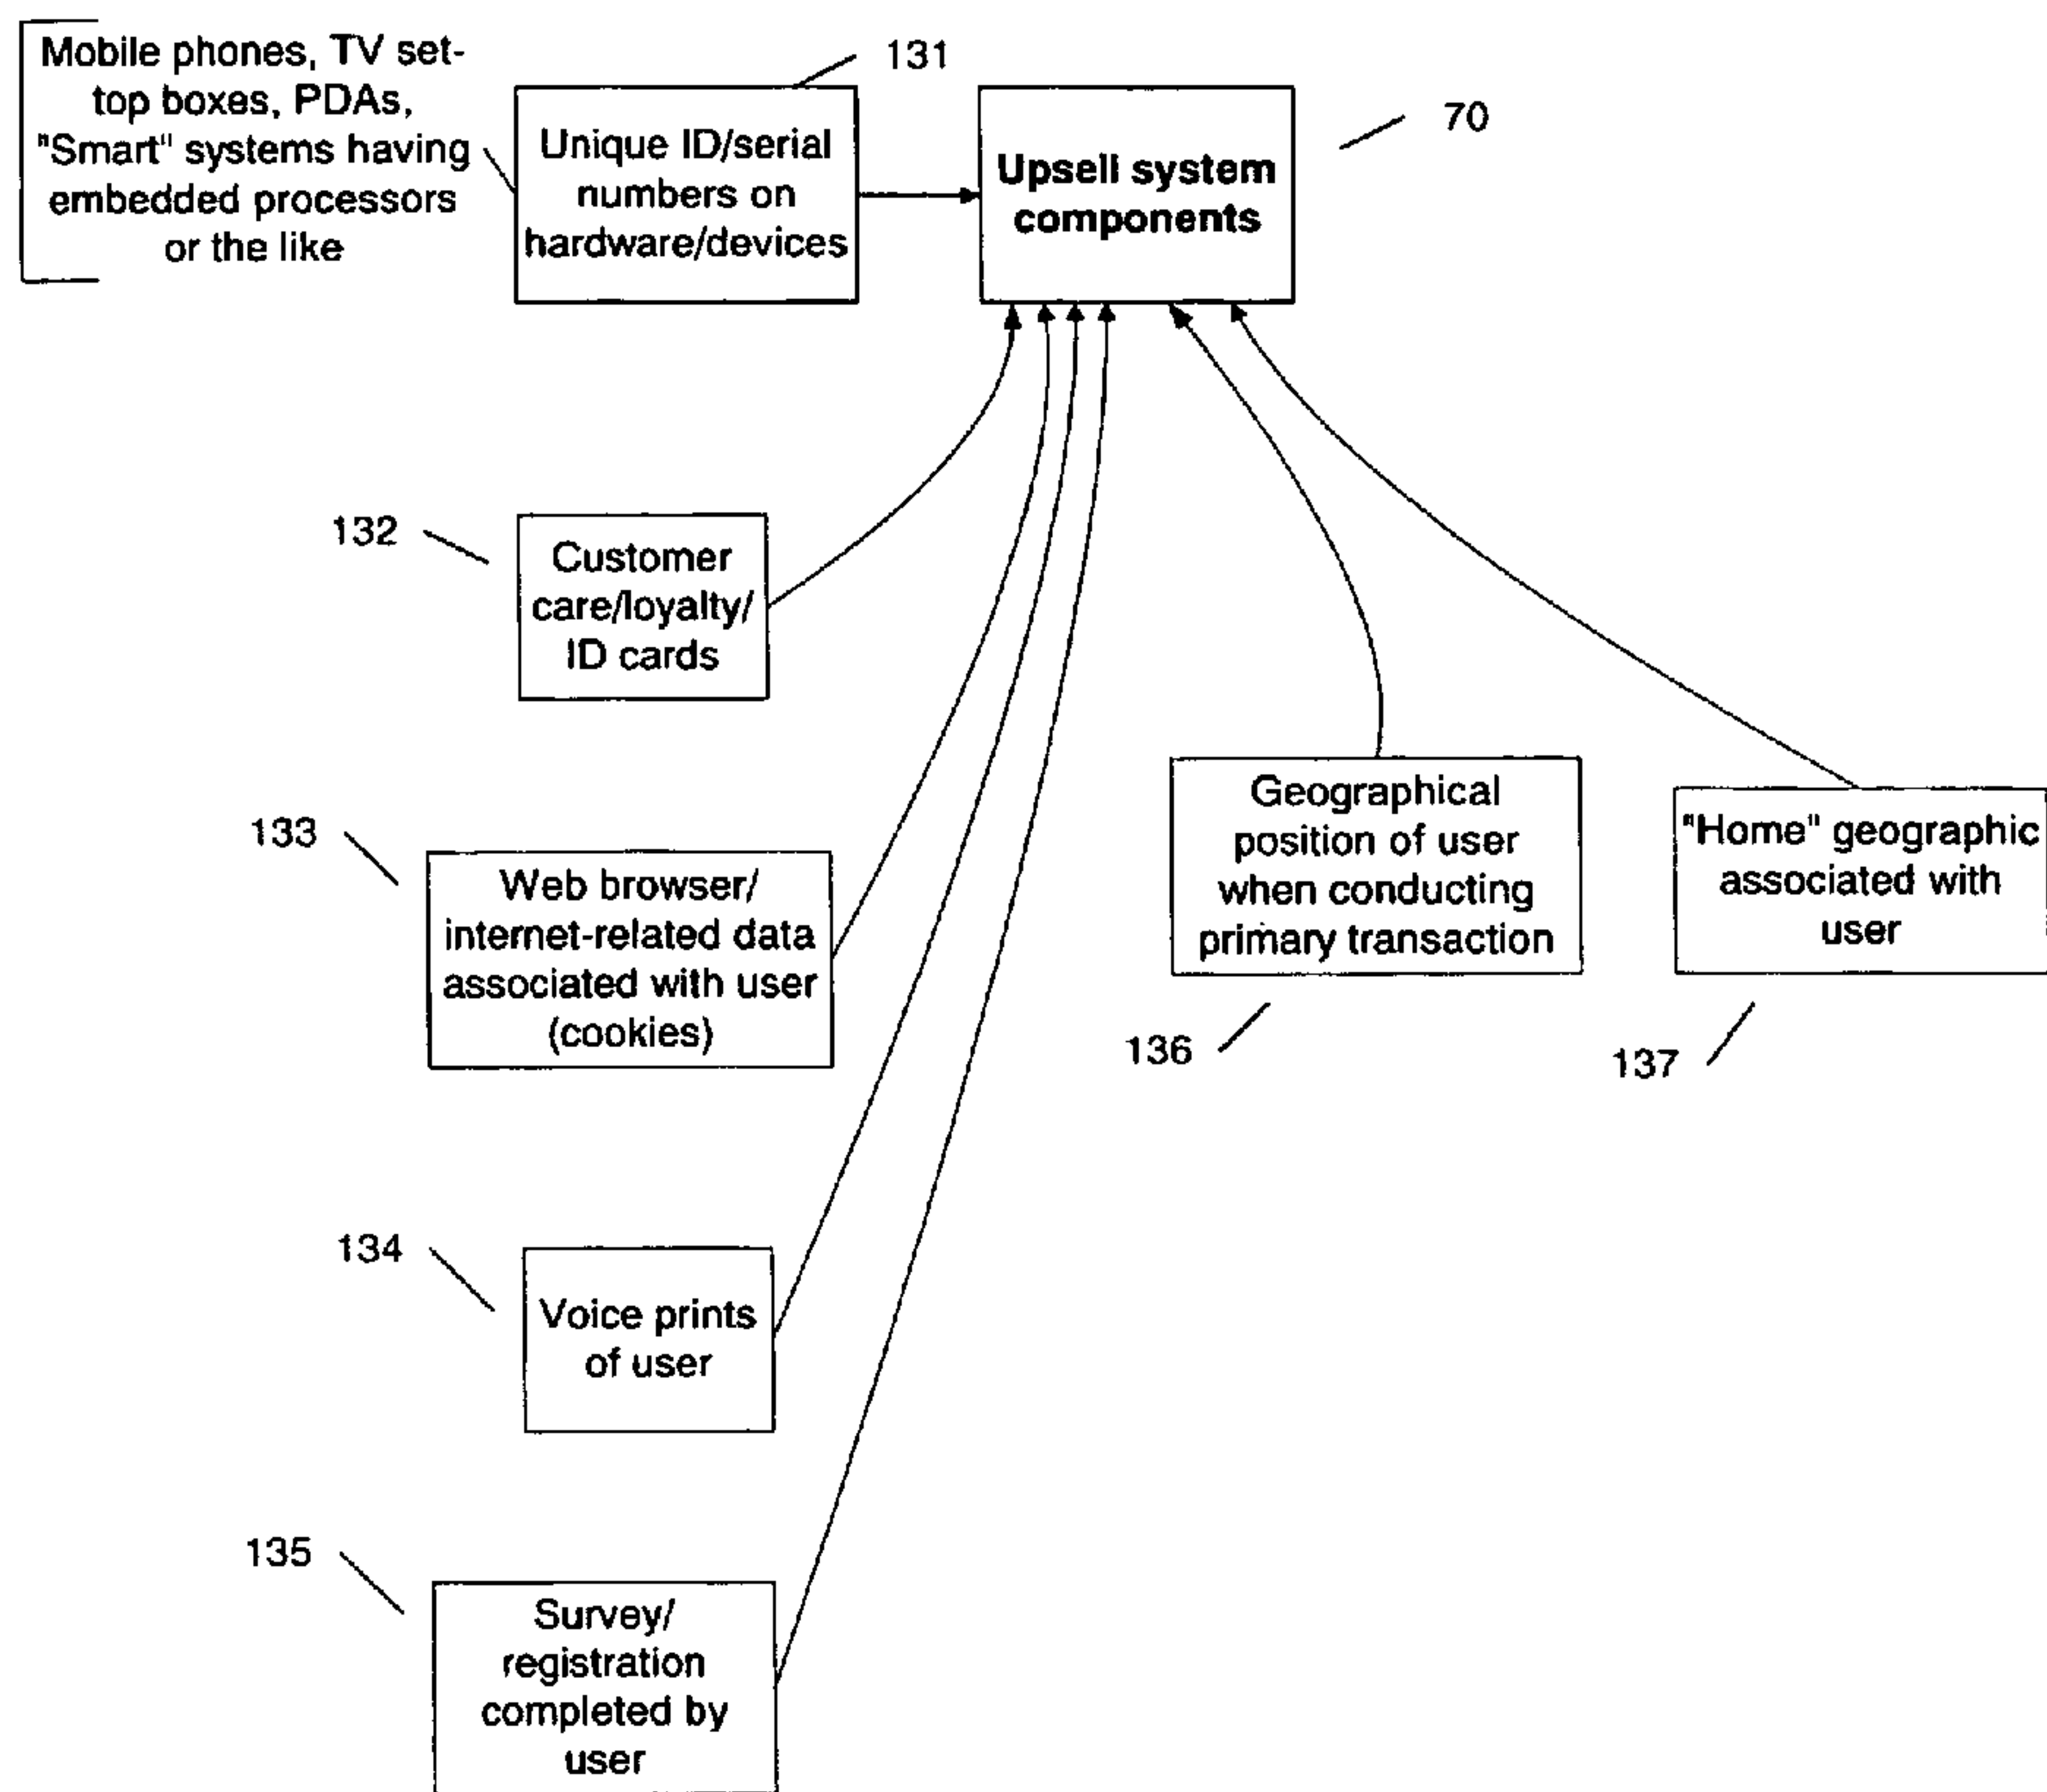 Mobile phones, TV set-
top boxes, PDAs,
"Smart" systems having
embedded processors
or the like
131
Unique ID/serial
numbers on
hardware/devices
Upsell system
components
70
132
Customer
care/loyalty/
ID cards
133
Web browser/
internet-related data
associated with user
(cookies)
Geographical
position of user
when conducting
primary transaction
136
"Home" geographic
associated with
user
137
134
Voice prints
of user
135
Survey/
registration
completed by
user